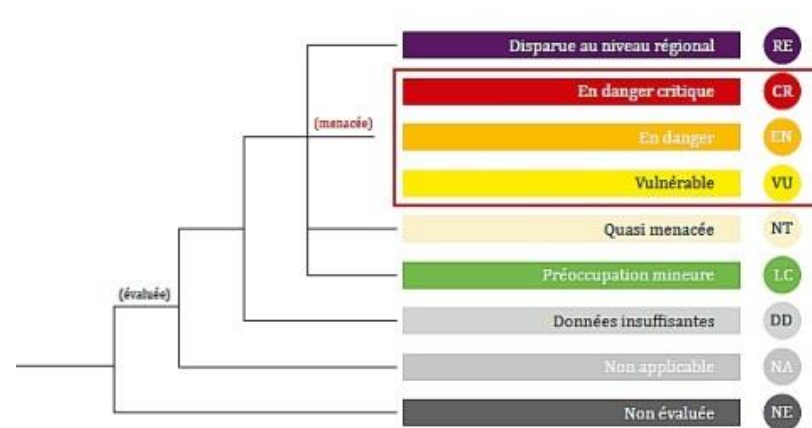 Disparue au niveau régional RE
En danger critique CR
(menacée)
En danger EN
Vulnérable VU
Quasi menacée NT
Préoccupation mineure LC
(évaluée)
Données insuffisantes DD
Non applicable NA
Non évaluée NE